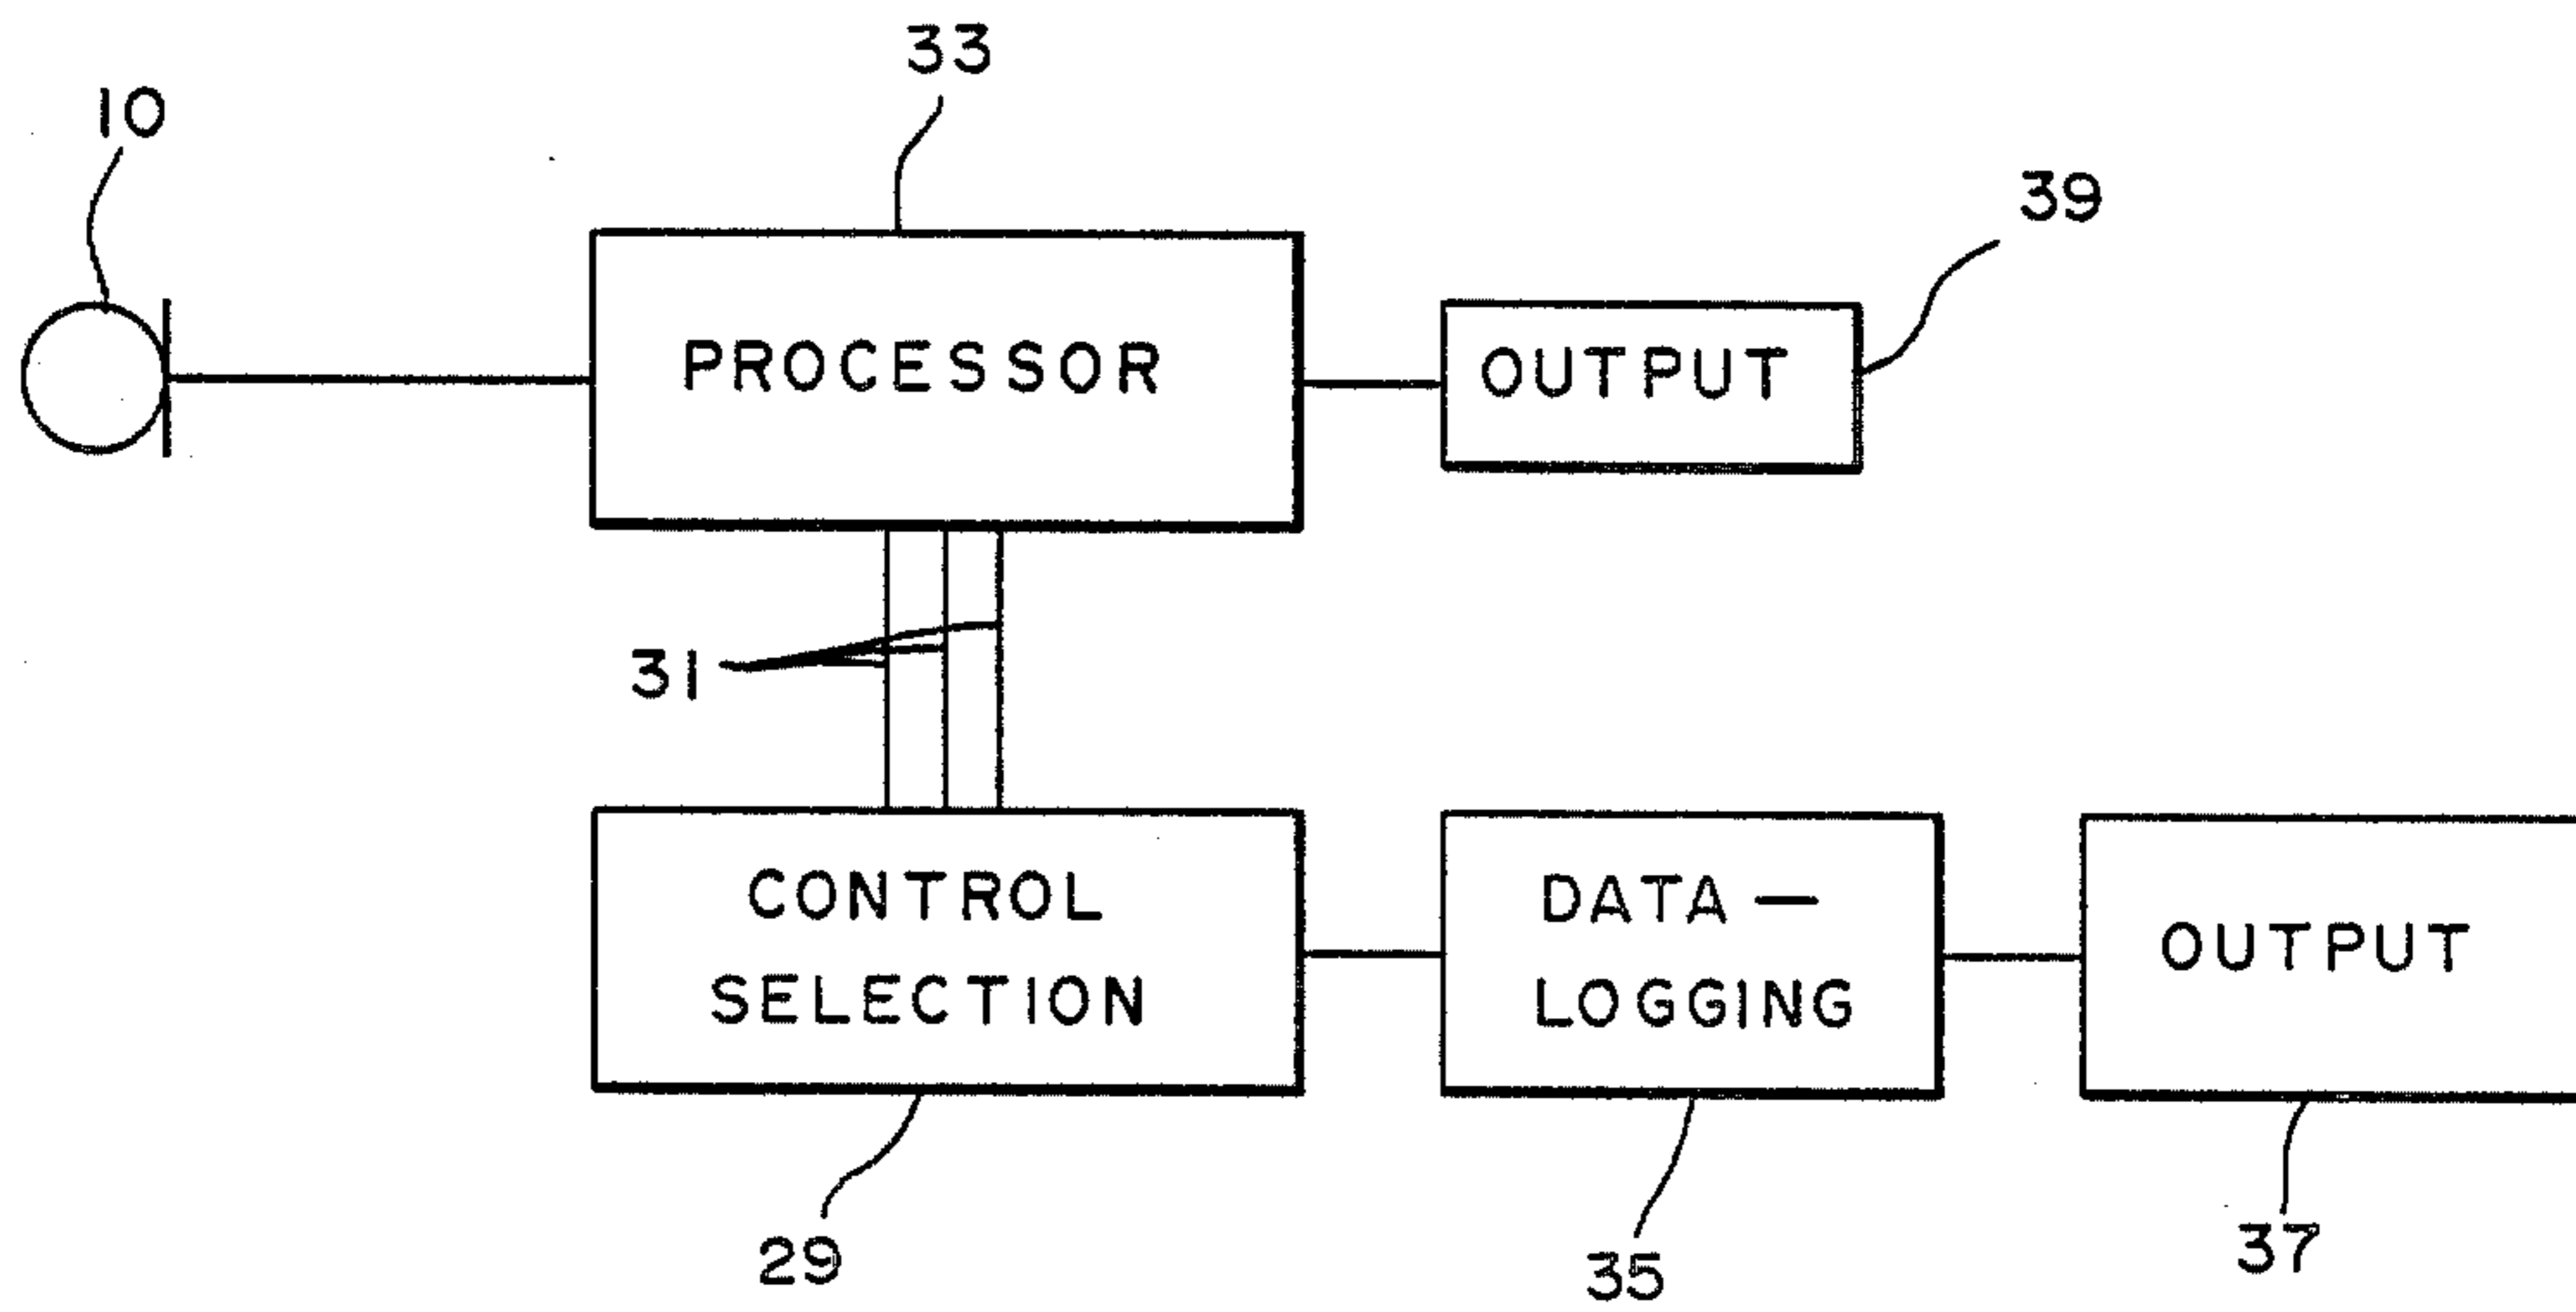 33
10
39
PROCESSOR
OUTPUT
31
CONTROL
SELECTION
DATA —
LOGGING
OUTPUT
29
35
37